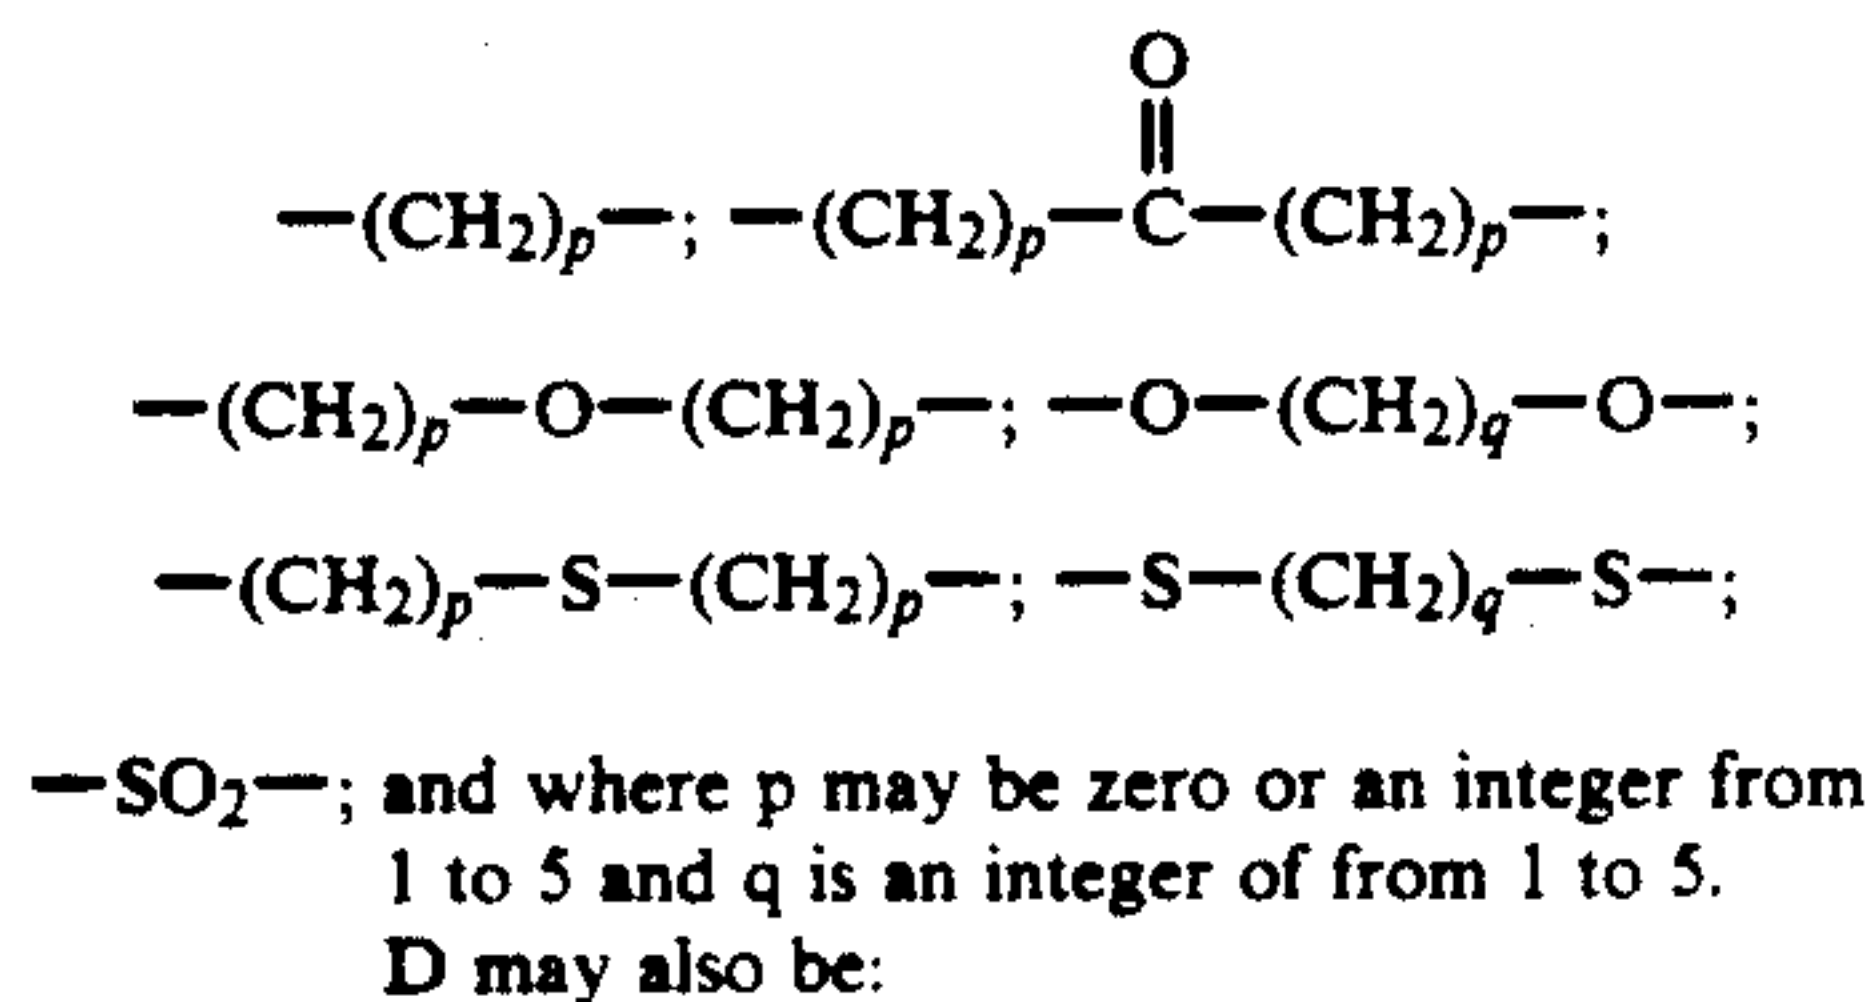 O
—(CH₂)ₚ—; —(CH₂)ₚ—C—(CH₂)ₚ—;
—(CH₂)ₚ—O—(CH₂)ₚ—; —O—(CH₂)q—O—;
—(CH₂)ₚ—S—(CH₂)ₚ—; —S—(CH₂)q—S—;
—SO₂—; and where p may be zero or an integer from
1 to 5 and q is an integer of from 1 to 5.
D may also be: